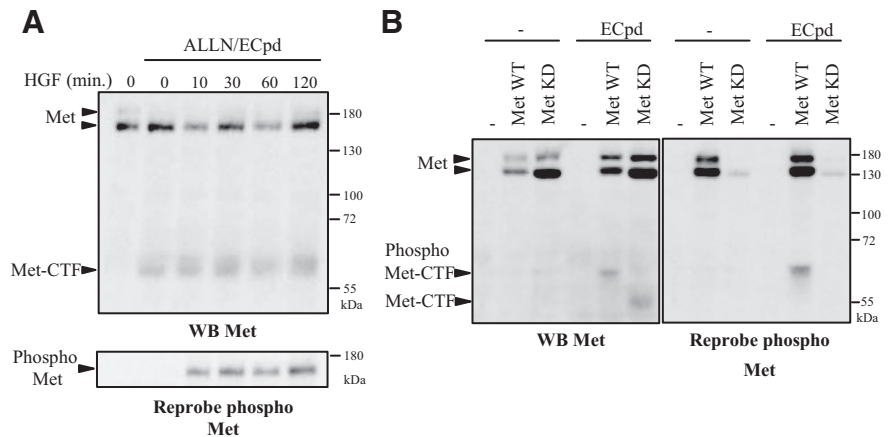 A
ALLN/ECpd
HGF (min.) 0 0 10 30 60 120
Met
180
130
100
72
Met-CTF
55
kDa
WB Met
Phospho
Met
180
kDa
Reprobe phospho
Met
B
- ECpd - ECpd
- Met WT Met KD - Met WT Met KD - Met WT Met KD - Met WT Met KD
Met
180
130
100
72
Phospho
Met-CTF
Met-CTF
55
kDa
WB Met
Reprobe phospho
Met